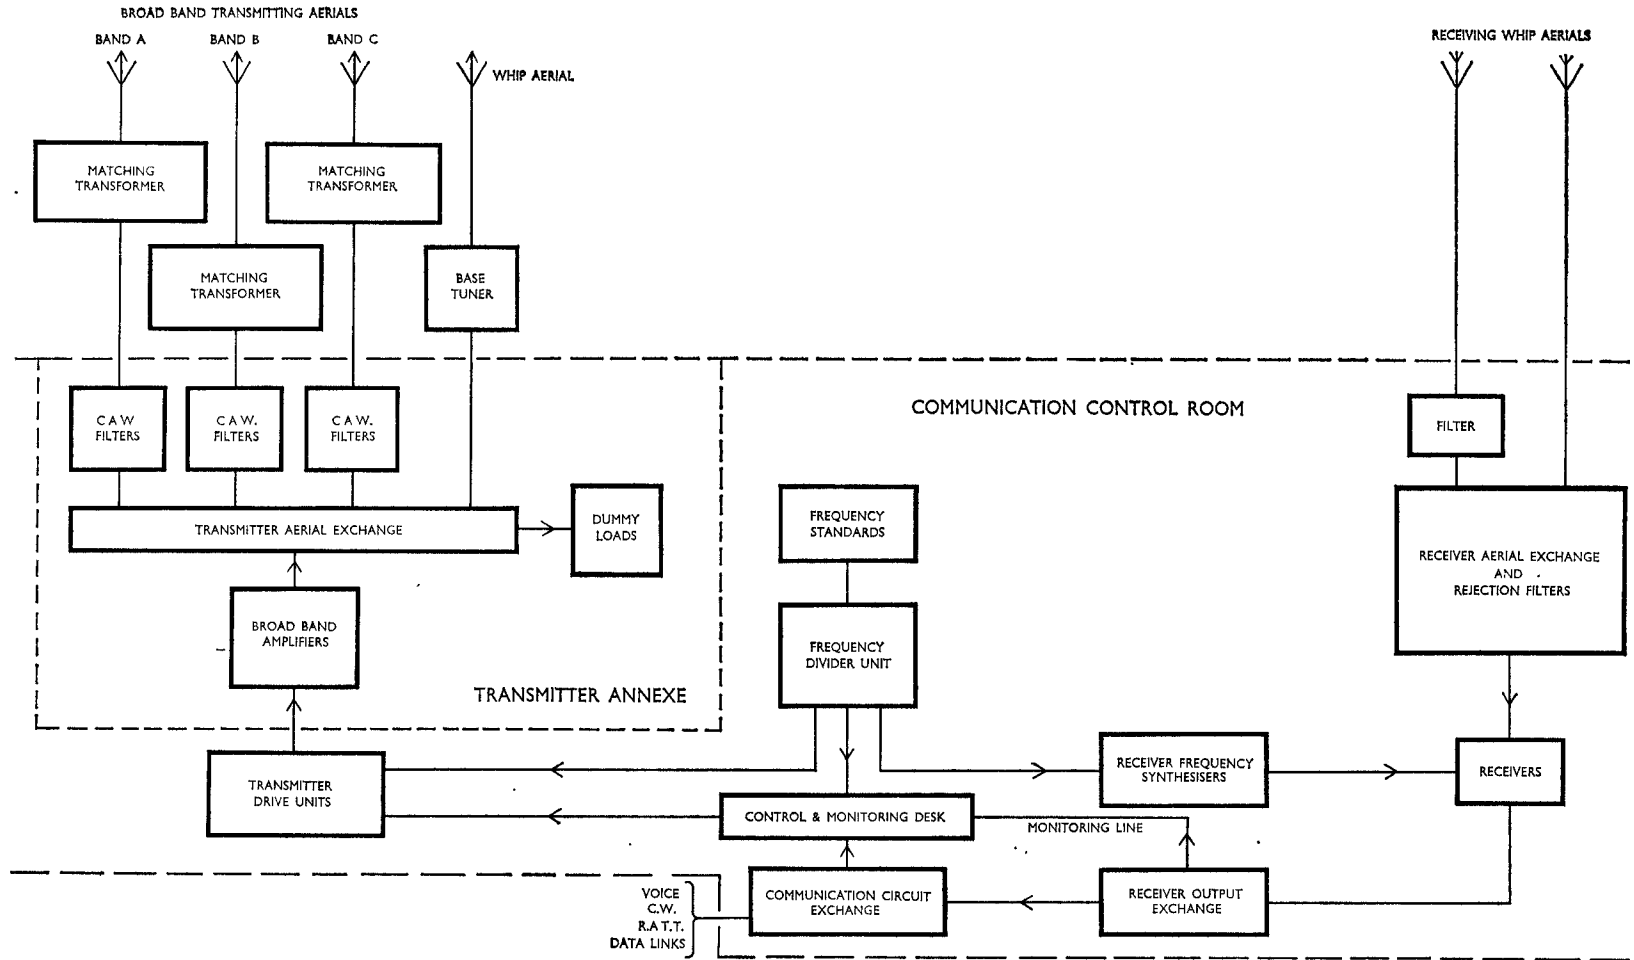 BROAD BAND TRANSMITTING AERIALS
BAND A
BAND B
BAND C
WHIP AERIAL
RECEIVING WHIP AERIALS
MATCHING
TRANSFORMER
MATCHING
TRANSFORMER
MATCHING
TRANSFORMER
BASE
TUNER
C A W
FILTERS
C A W.
FILTERS
C A W.
FILTERS
COMMUNICATION CONTROL ROOM
FILTER
TRANSMITTER AERIAL EXCHANGE
DUMMY
LOADS
FREQUENCY
STANDARDS
RECEIVER AERIAL EXCHANGE
AND
REJECTION FILTERS
BROAD BAND
AMPLIFIERS
FREQUENCY
DIVIDER UNIT
TRANSMITTER ANNEXE
TRANSMITTER
DRIVE UNITS
RECEIVER FREQUENCY
SYNTHESISERS
RECEIVERS
CONTROL & MONITORING DESK
MONITORING LINE
VOICE
C.W.
R.A T.T.
DATA LINKS
COMMUNICATION CIRCUIT
EXCHANGE
RECEIVER OUTPUT
EXCHANGE